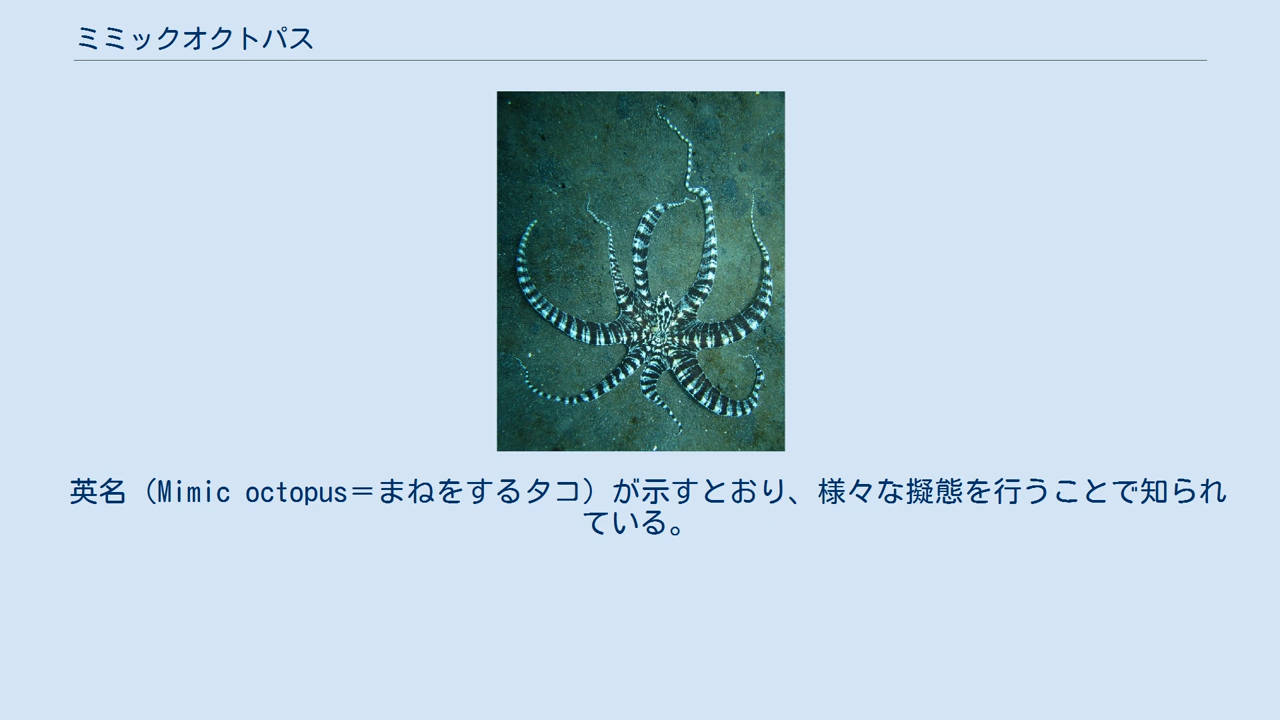 ミミックオクトパス
英名（Mimic octopus＝まねをするタコ）が示すとおり、様々な擬態を行うことで知られ
ている。